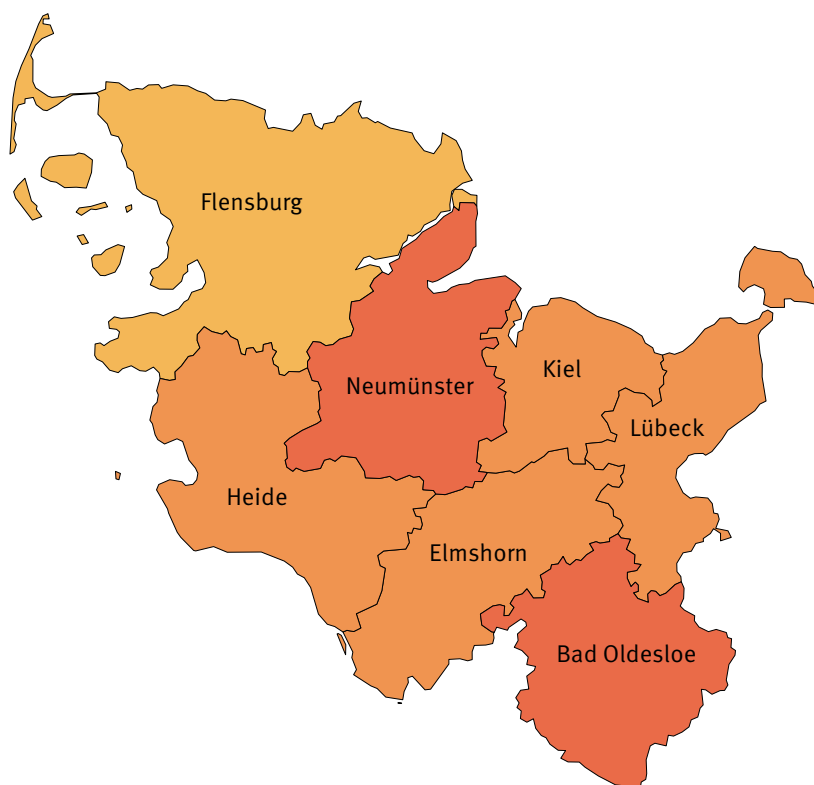 Flensburg
Kiel
Neumünster
Lübeck
Heide
Elmshorn
Bad Oldesloe